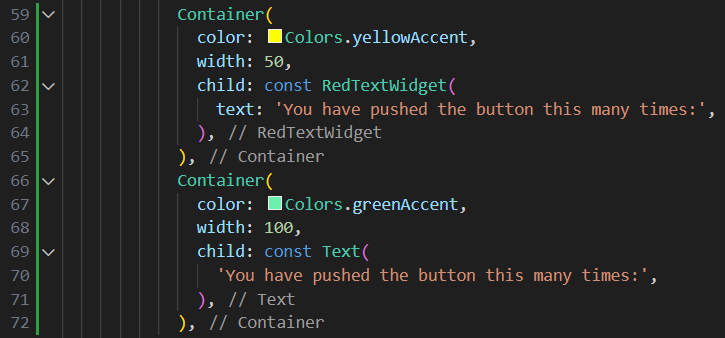 59 Container(
60 color: Colors.yellowAccent,
61 width: 50,
62 child: const RedTextWidget(
63 text: 'You have pushed the button this many times:',
64 ), // RedTextWidget
65 ), // Container
66 Container(
67 color: Colors.greenAccent,
68 width: 100,
69 child: const Text(
70 'You have pushed the button this many times:',
71 ), // Text
72 ), // Container